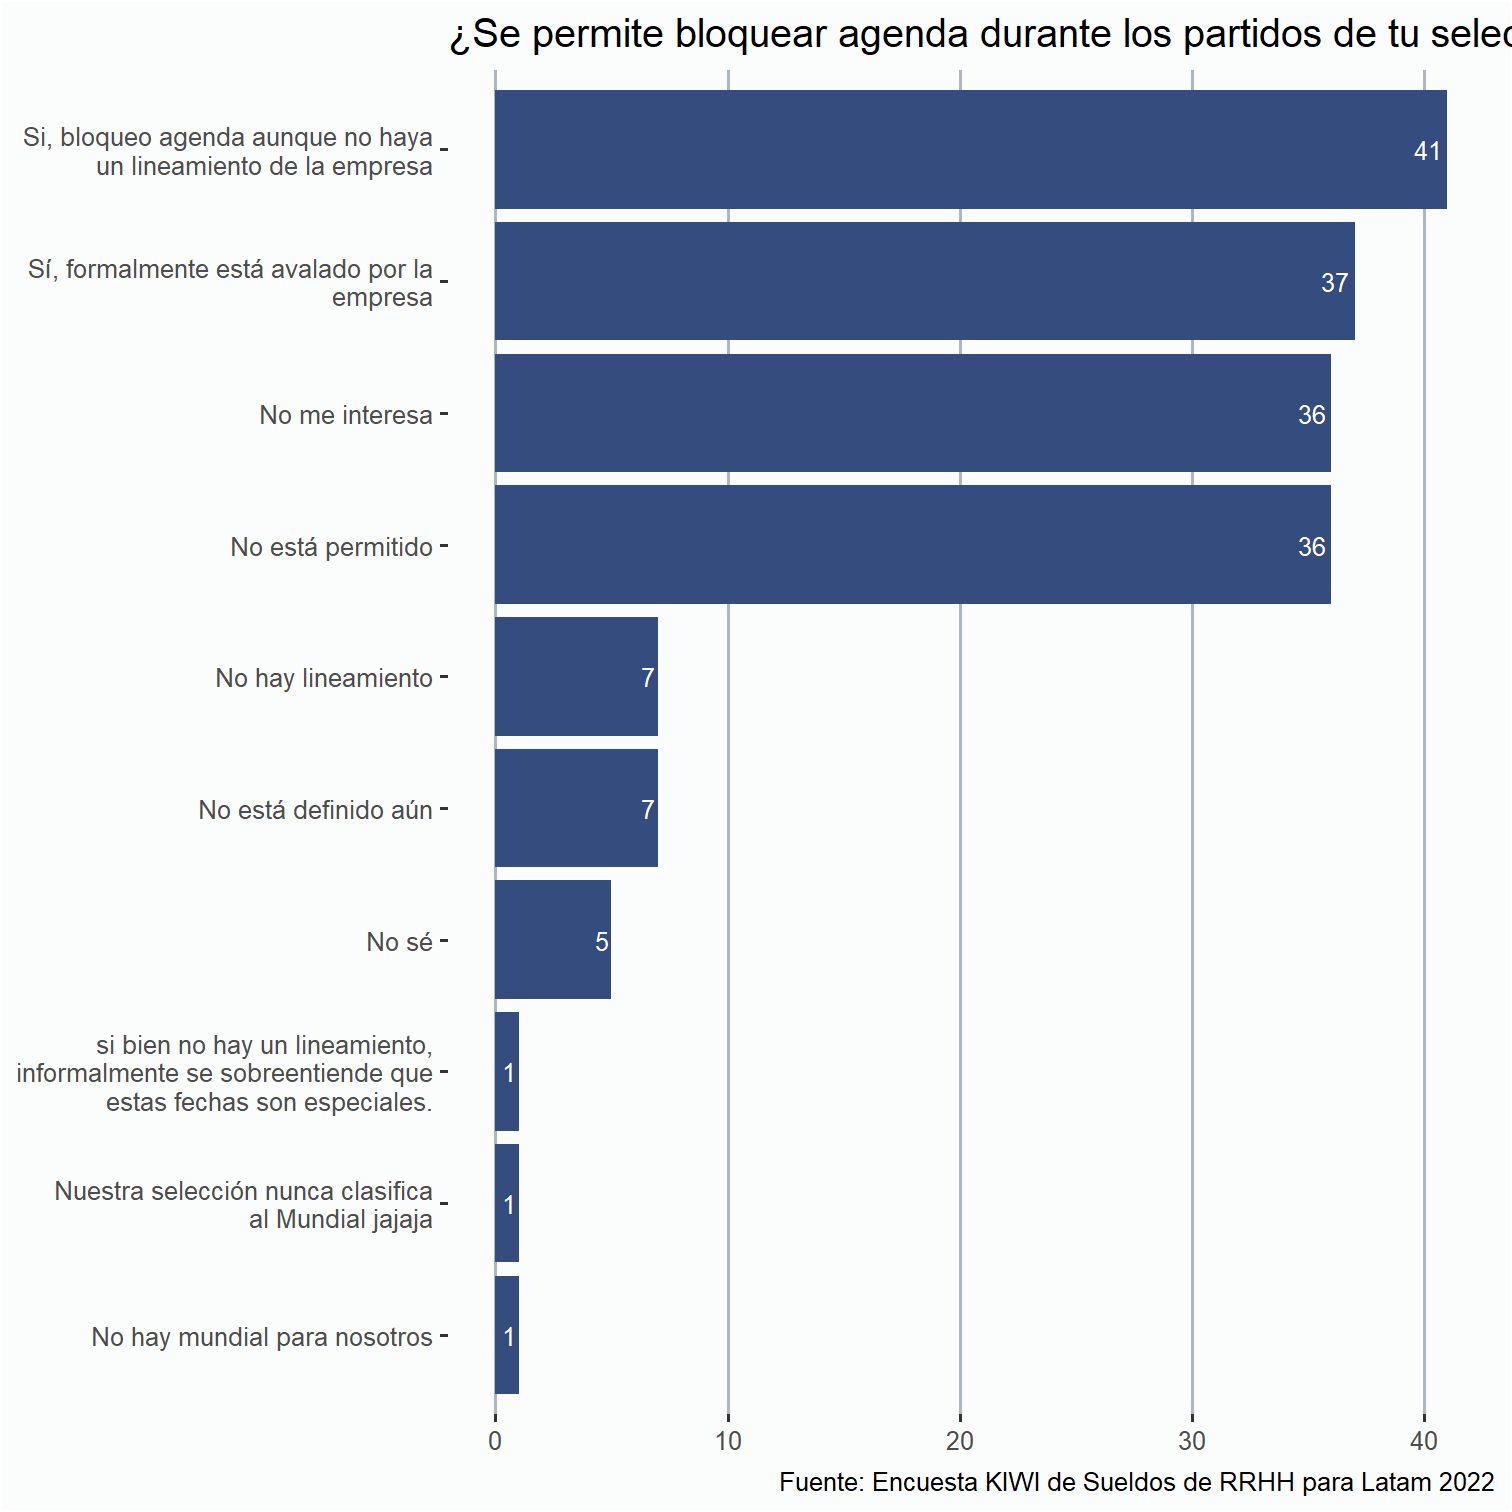 ¿Se permite bloquear agenda durante los partidos de tu selec
Si, bloqueo agenda aunque no haya
un lineamiento de la empresa
41
Sí, formalmente está avalado por la
empresa
37
No me interesa
36
No está permitido
36
No hay lineamiento
7
No está definido aún
7
No sé
5
si bien no hay un lineamiento,
informalmente se sobreentiende que
estas fechas son especiales.
1
Nuestra selección nunca clasifica
al Mundial jajaja
1
No hay mundial para nosotros
1
0 10 20 30 40
Fuente: Encuesta KIWI de Sueldos de RRHH para Latam 2022